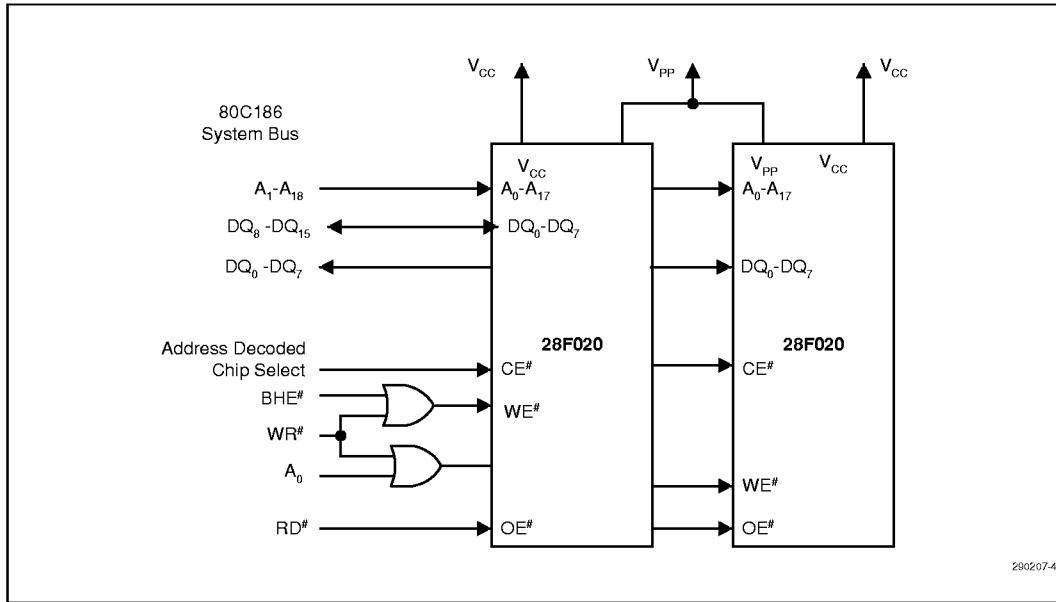 V_CC V_PP V_CC
80C186
System Bus
V_CC V_PP V_CC
A_1-A_18 A_0-A_17 A_0-A_17
DQ_8 -DQ_15 DQ_0-DQ_7
DQ_0 -DQ_7 DQ_0-DQ_7
28F020 28F020
Address Decoded
Chip Select CE# CE#
BHE#
WE#
WR#
A_0 WE#
RD# OE# OE#
290207-4